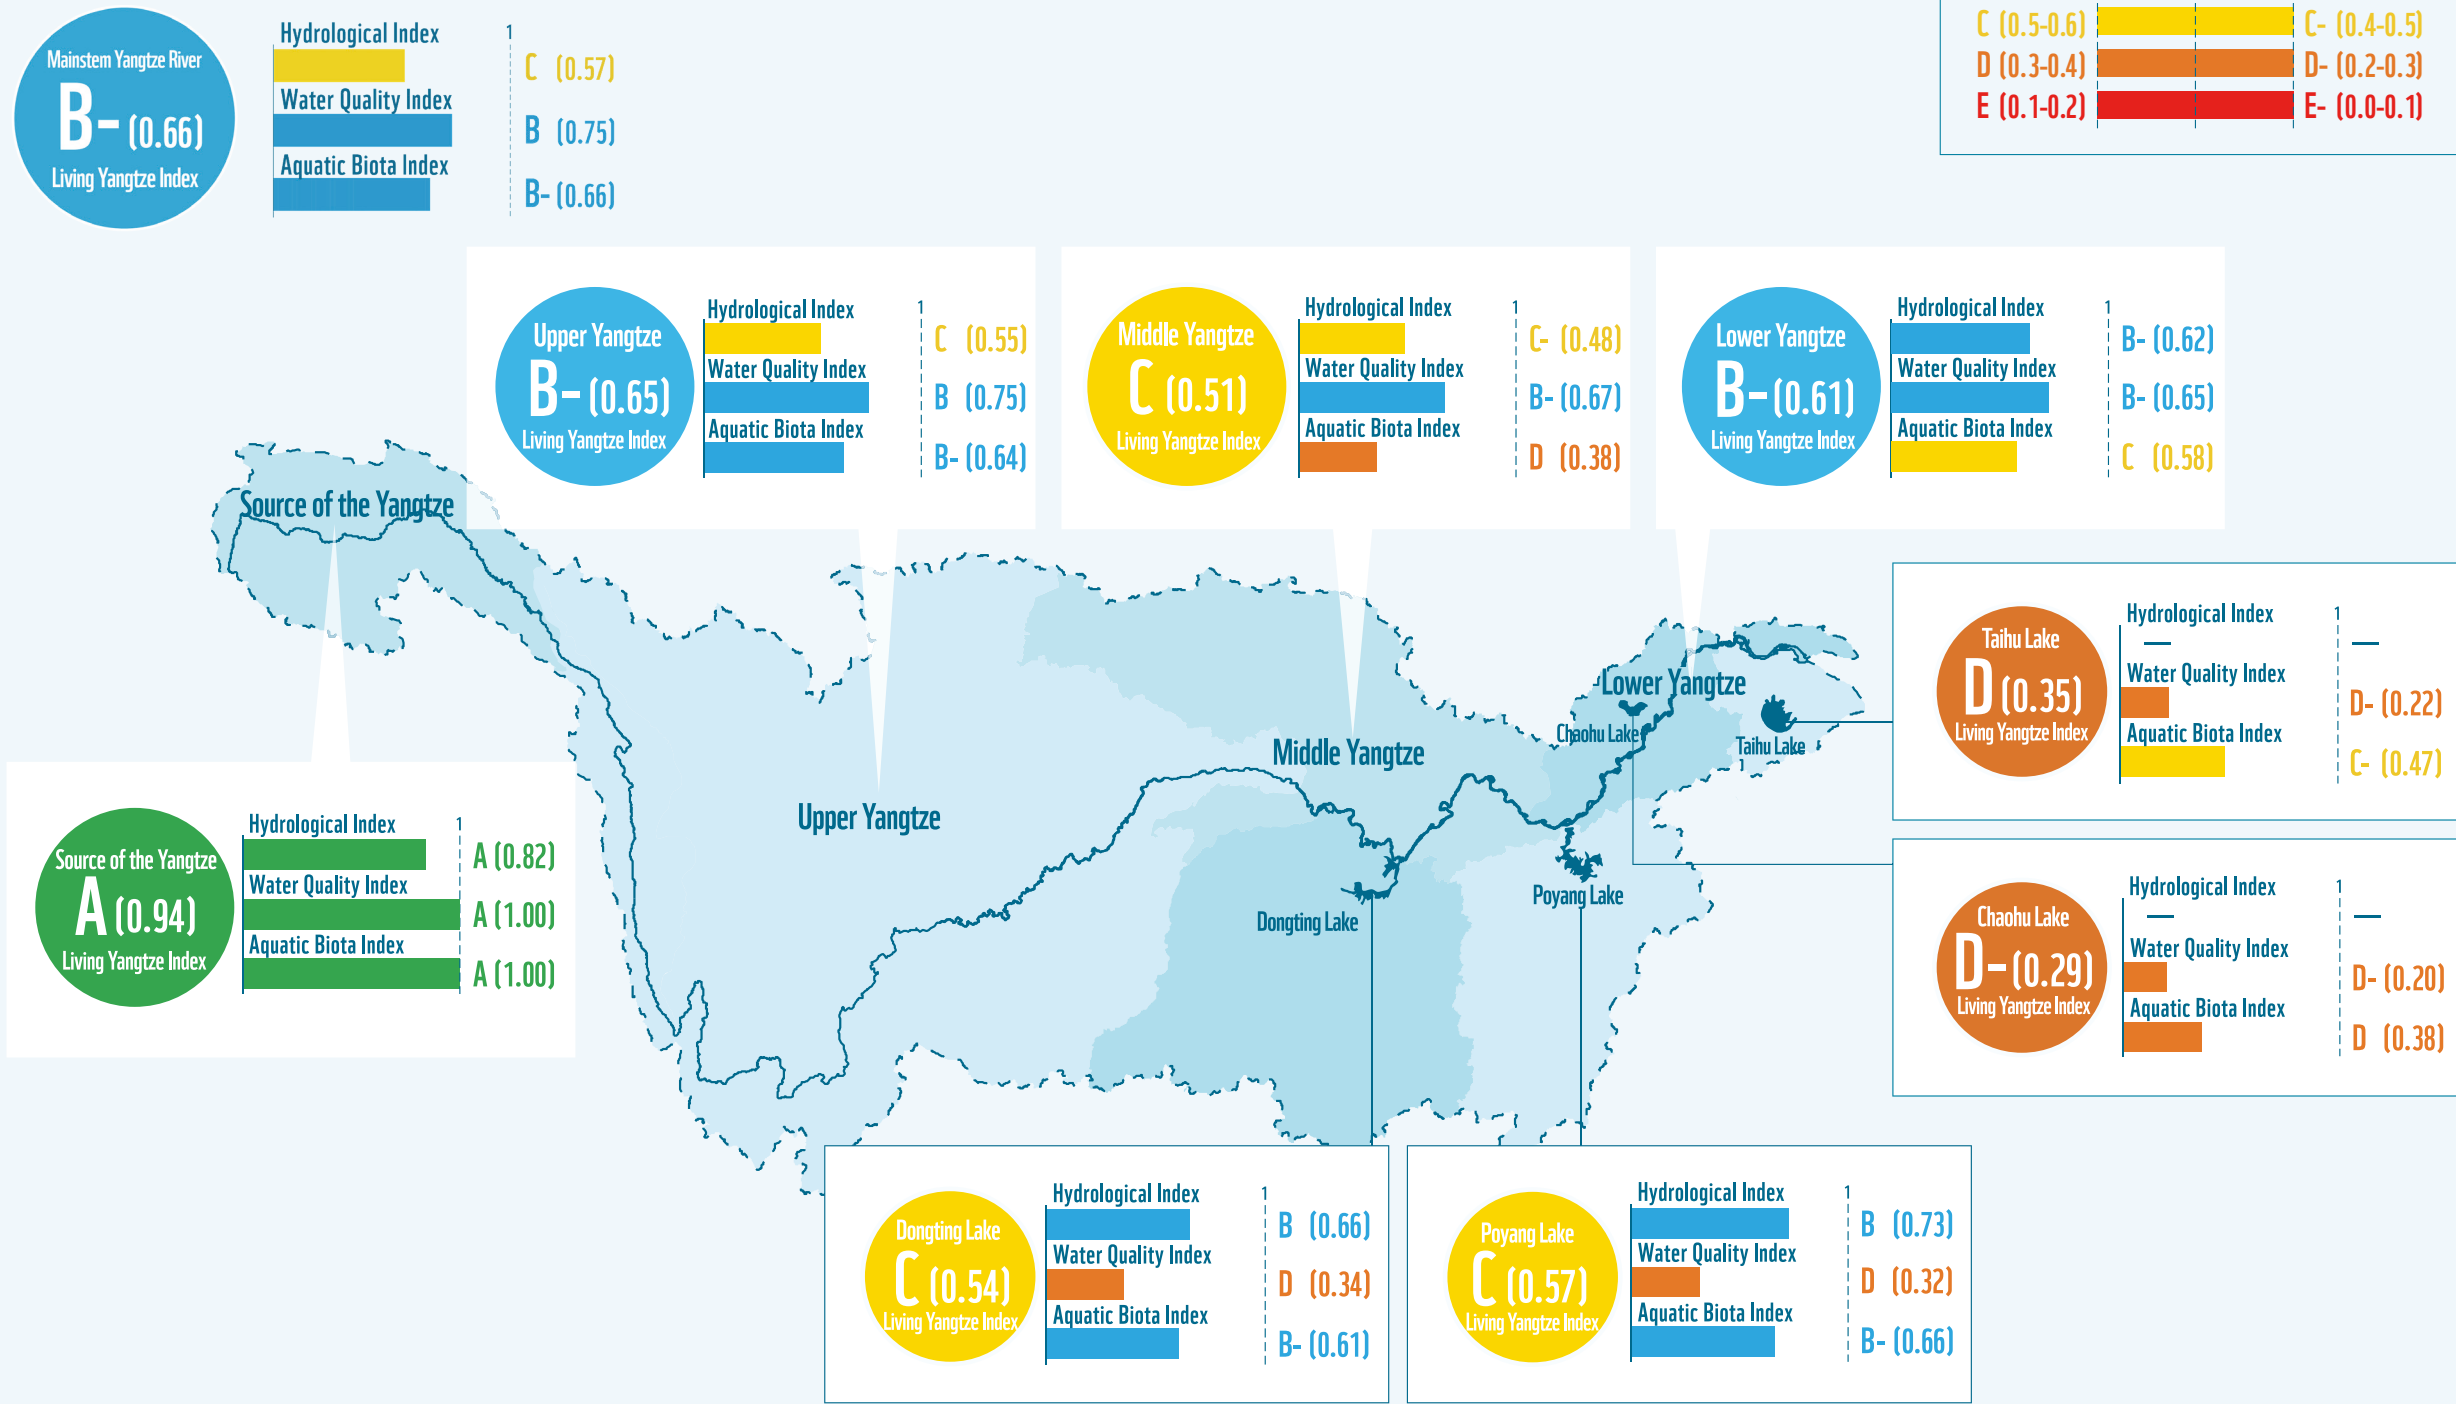 Mainstem Yangtze River
B- (0.66)
Living Yangtze Index
Hydrological Index
1
C (0.57)
Water Quality Index
B (0.75)
Aquatic Biota Index
B- (0.66)
C (0.5-0.6)
C- (0.4-0.5)
D (0.3-0.4)
D- (0.2-0.3)
E (0.1-0.2)
E- (0.0-0.1)
Upper Yangtze
B- (0.65)
Living Yangtze Index
Hydrological Index
1
C (0.55)
Water Quality Index
B (0.75)
Aquatic Biota Index
B- (0.64)
Middle Yangtze
C (0.51)
Living Yangtze Index
Hydrological Index
1
C- (0.48)
Water Quality Index
B- (0.67)
Aquatic Biota Index
D (0.38)
Lower Yangtze
B- (0.61)
Living Yangtze Index
Hydrological Index
1
B- (0.62)
Water Quality Index
B- (0.65)
Aquatic Biota Index
C (0.58)
Source of the Yangtze
Upper Yangtze
Middle Yangtze
Lower Yangtze
Chaohu Lake
Taihu Lake
Dongting Lake
Poyang Lake
Taihu Lake
D (0.35)
Living Yangtze Index
Hydrological Index
1
—
—
Water Quality Index
D- (0.22)
Aquatic Biota Index
C- (0.47)
Source of the Yangtze
A (0.94)
Living Yangtze Index
Hydrological Index
1
A (0.82)
Water Quality Index
A (1.00)
Aquatic Biota Index
A (1.00)
Chaohu Lake
D- (0.29)
Living Yangtze Index
Hydrological Index
1
—
—
Water Quality Index
D- (0.20)
Aquatic Biota Index
D (0.38)
Dongting Lake
C (0.54)
Living Yangtze Index
Hydrological Index
1
B (0.66)
Water Quality Index
D (0.34)
Aquatic Biota Index
B- (0.61)
Poyang Lake
C (0.57)
Living Yangtze Index
Hydrological Index
1
B (0.73)
Water Quality Index
D (0.32)
Aquatic Biota Index
B- (0.66)